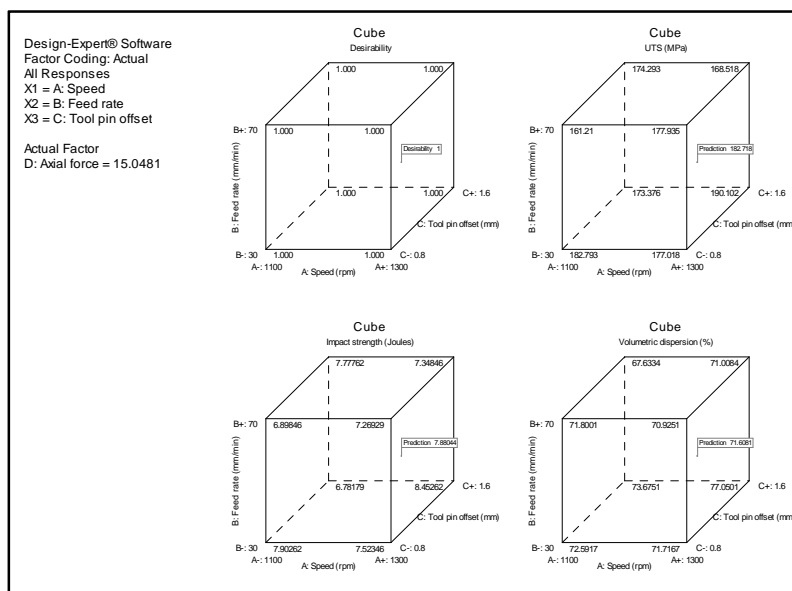 Design-Expert® Software
Factor Coding: Actual
All Responses
X1 = A: Speed
X2 = B: Feed rate
X3 = C: Tool pin offset
Actual Factor
D: Axial force = 15.0481
Cube
Desirability
A: Speed (rpm)
B: Feed rate (mm/min)
C: Tool pin offset (mm)
A-: 1100
A+: 1300
B-: 30
B+: 70
C-: 0.8
C+: 1.6
1.000
1.000
1.000
1.000
1.000
1.000
1.000
1.000
Desirability 1
Cube
UTS (MPa)
A: Speed (rpm)
B: Feed rate (mm/min)
C: Tool pin offset (mm)
A-: 1100
A+: 1300
B-: 30
B+: 70
C-: 0.8
C+: 1.6
174.293
168.518
161.21
177.935
173.376
190.102
182.793
177.018
Prediction 182.718
Cube
Impact strength (Joules)
A: Speed (rpm)
B: Feed rate (mm/min)
C: Tool pin offset (mm)
A-: 1100
A+: 1300
B-: 30
B+: 70
C-: 0.8
C+: 1.6
7.77762
7.34846
6.89846
7.26929
6.78179
8.45262
7.90262
7.52346
Prediction 7.88044
Cube
Volumetric dispersion (%)
A: Speed (rpm)
B: Feed rate (mm/min)
C: Tool pin offset (mm)
A-: 1100
A+: 1300
B-: 30
B+: 70
C-: 0.8
C+: 1.6
67.6334
71.0084
71.8001
70.9251
73.6751
77.0501
72.5917
71.7167
Prediction 71.6081